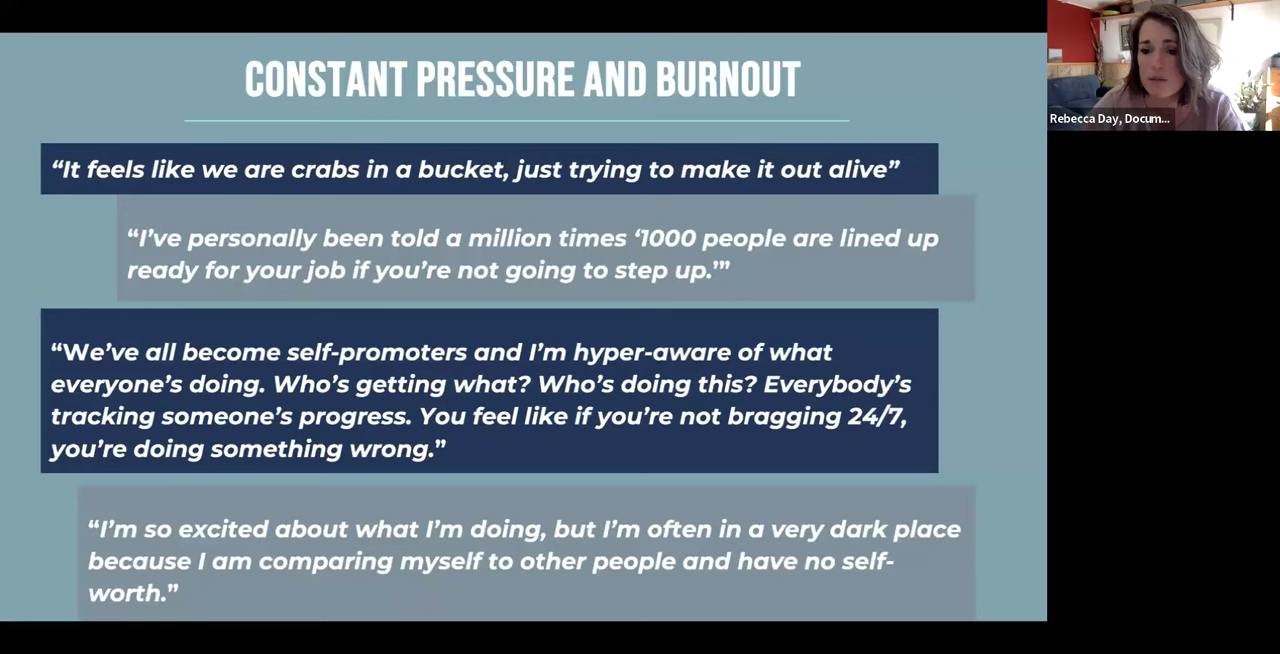 CONSTANT PRESSURE AND BURNOUT
“It feels like we are crabs in a bucket, just trying to make it out alive”
“I’ve personally been told a million times ‘1000 people are lined up
ready for your job if you’re not going to step up.’”
“We’ve all become self-promoters and I’m hyper-aware of what
everyone’s doing. Who’s getting what? Who’s doing this? Everybody’s
tracking someone’s progress. You feel like if you’re not bragging 24/7,
you’re doing something wrong.”
“I’m so excited about what I’m doing, but I’m often in a very dark place
because I am comparing myself to other people and have no self-
worth.”
Rebecca Day, Docum...